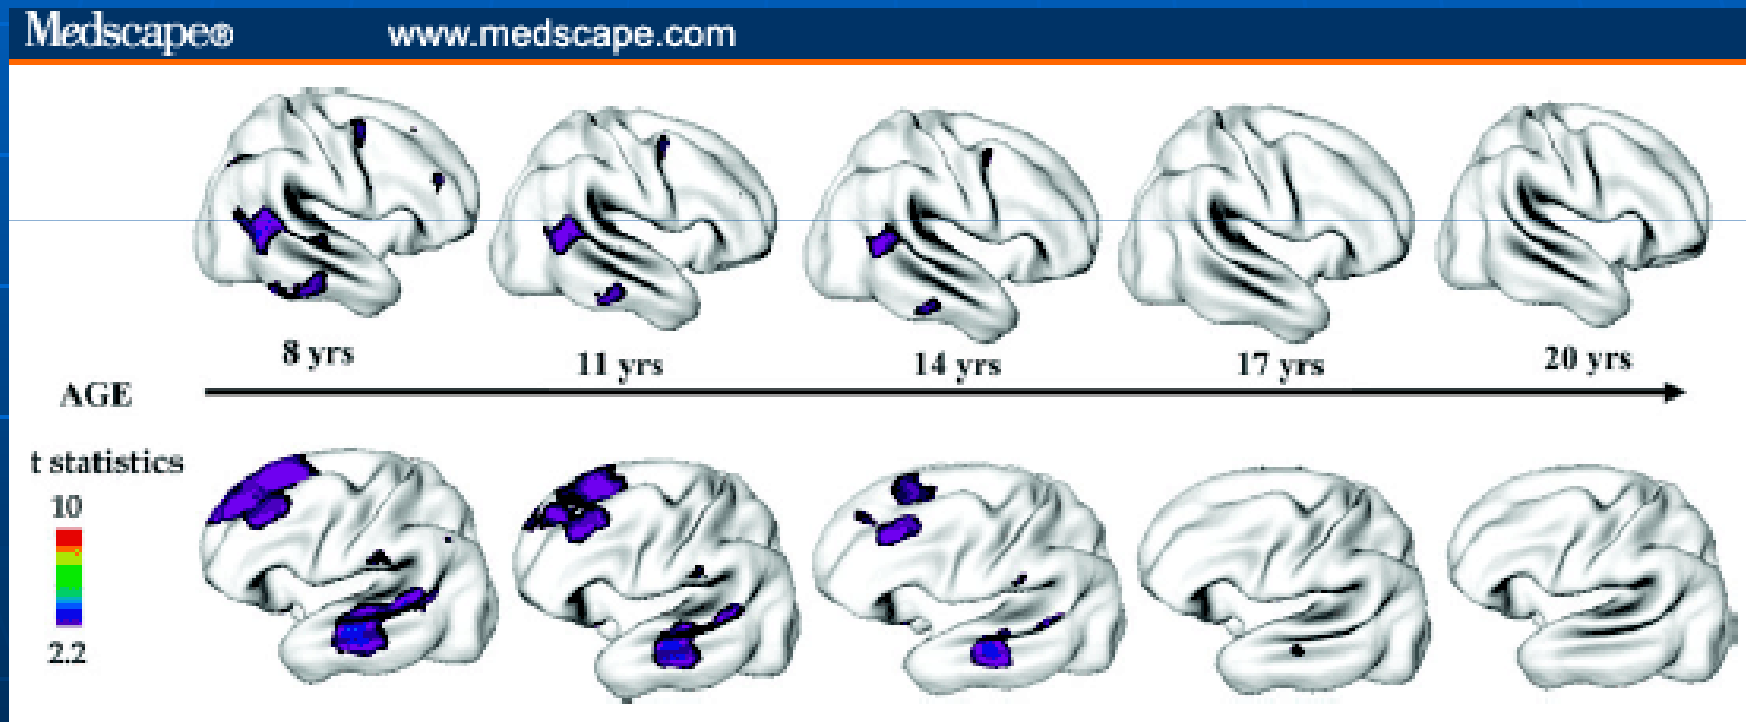 Medscape® www.medscape.com
8 yrs 11 yrs 14 yrs 17 yrs 20 yrs
AGE
t statistics
10
2.2